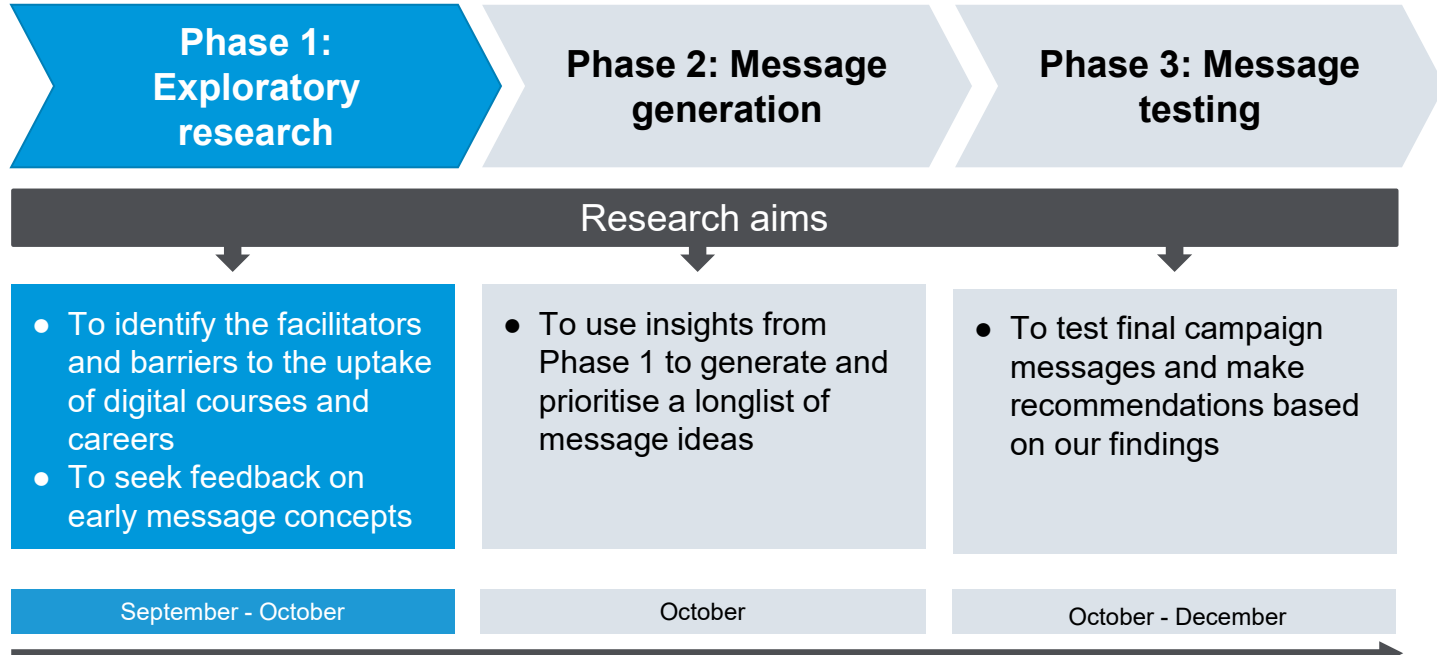 Phase 1:
Exploratory
research
Phase 2: Message
generation
Phase 3: Message
testing
Research aims
● To identify the facilitators
and barriers to the uptake
of digital courses and
careers
● To seek feedback on
early message concepts
● To use insights from
Phase 1 to generate and
prioritise a longlist of
message ideas
● To test final campaign
messages and make
recommendations based
on our findings
September - October
October
October - December